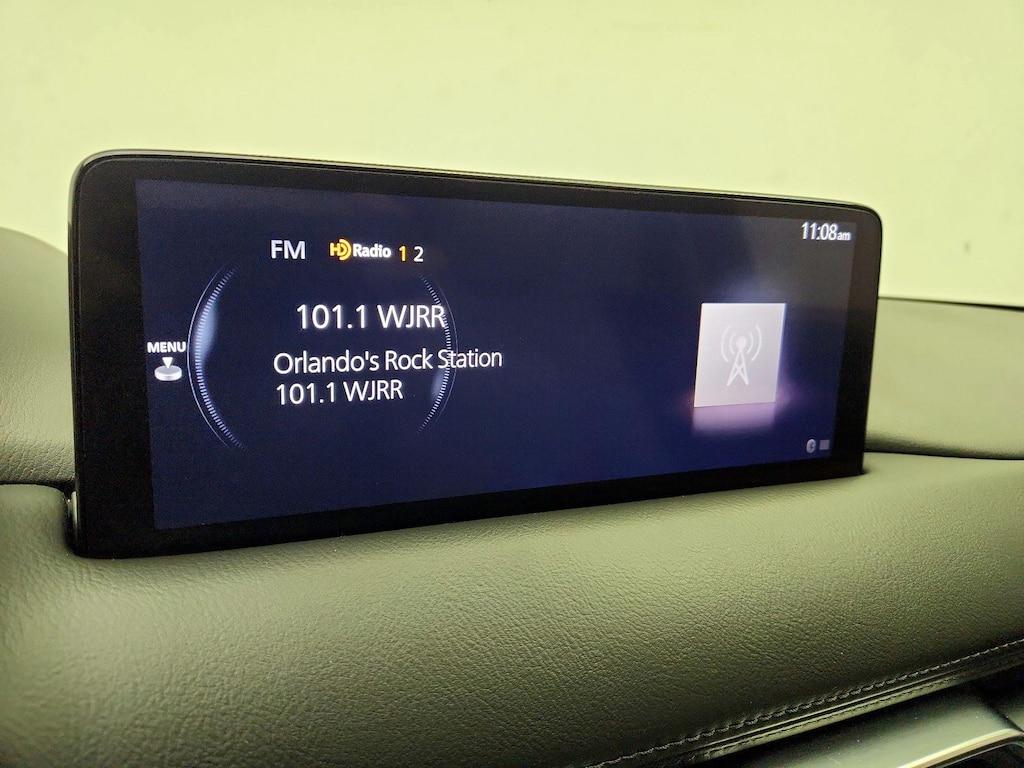 11:08am
FM HD Radio 1 2
101.1 WJRR
MENU
Orlando's Rock Station
101.1 WJRR